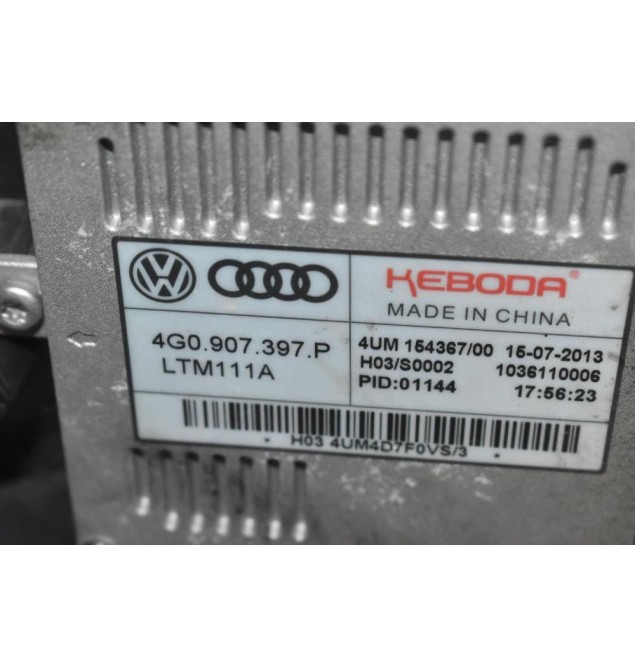 VW
KEBODA®
MADE IN CHINA
4G0.907.397.P
LTM111A
4UM 154367/00 15-07-2013
H03/S0002 1036110006
PID:01144 17:56:23
H03 4UM4D7F0VS/3